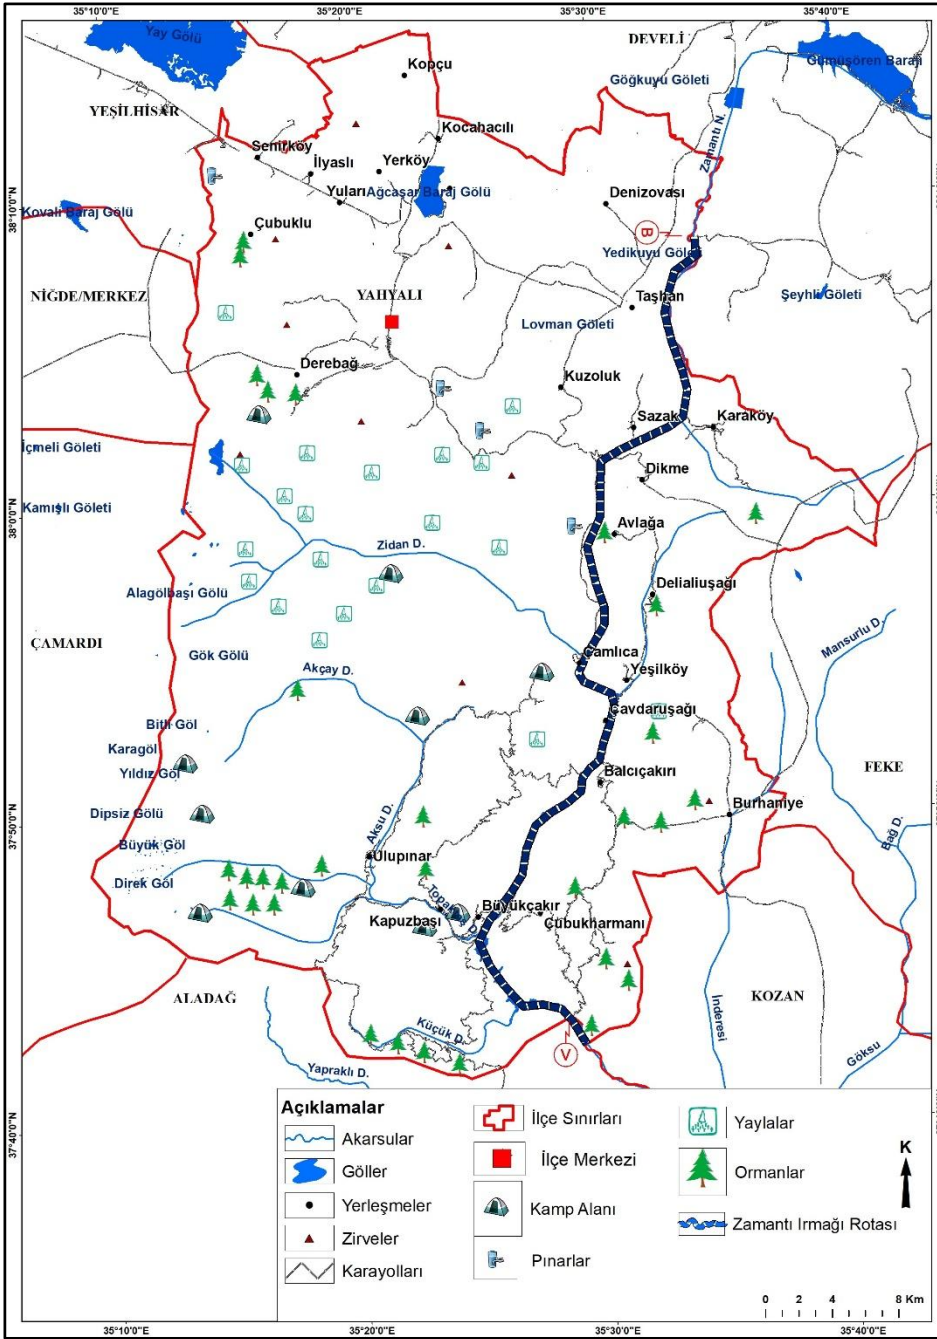 35°10'0"E
35°20'0"E
35°30'0"E
35°40'0"E
Yay Gölü
DEVELİ
Kopçu
Gümüşören Barajı
Göğkuyu Göleti
YEŞİLHİSAR
Kocahacılı
Zamantı N.
Semirköy
İlyaslı
Yerköy
Yuları
Ağcaşar Baraj Gölü
Denizovası
38°10'0"N
Kovalı Baraj Gölü
Çubuklu
B
Yedikuyu Göleti
NİĞDE/MERKEZ
YAHYALI
Taşhan
Şeyhli Göleti
Lovman Göleti
Derebağ
Kuzoluk
Sazak
Karaköy
İçmeli Göleti
Dikme
Kamışlı Göleti
38°0'0"N
Avlağa
Zidan D.
Alagölbaşı Gölü
Delialiuşağı
Mansurlu D.
ÇAMARDI
Gök Gölü
Çamlıca
Akçay D.
Yeşilköy
Bitli Göl
Çavdaruşağı
Karagöl
Yıldız Göl
Balcıçakırı
FEKE
Dipsiz Gölü
Burhaniye
37°50'0"N
Aksu D.
Bağ D.
Büyük Göl
Ulupınar
Direk Göl
Büyükçakır
Kapuzbaşı
Çubukharmanı
ALADAĞ
KOZAN
İnderesi
Küçük D.
V
Göksu
Yapraklı D.
Açıklamalar
Akarsular
Göller
Yerleşmeler
Zirveler
Karayolları
İlçe Sınırları
İlçe Merkezi
Kamp Alanı
Pınarlar
Yaylalar
Ormanlar
Zamantı Irmağı Rotası
K
0 2 4 8 Km
37°40'0"N
35°10'0"E
35°20'0"E
35°30'0"E
35°40'0"E